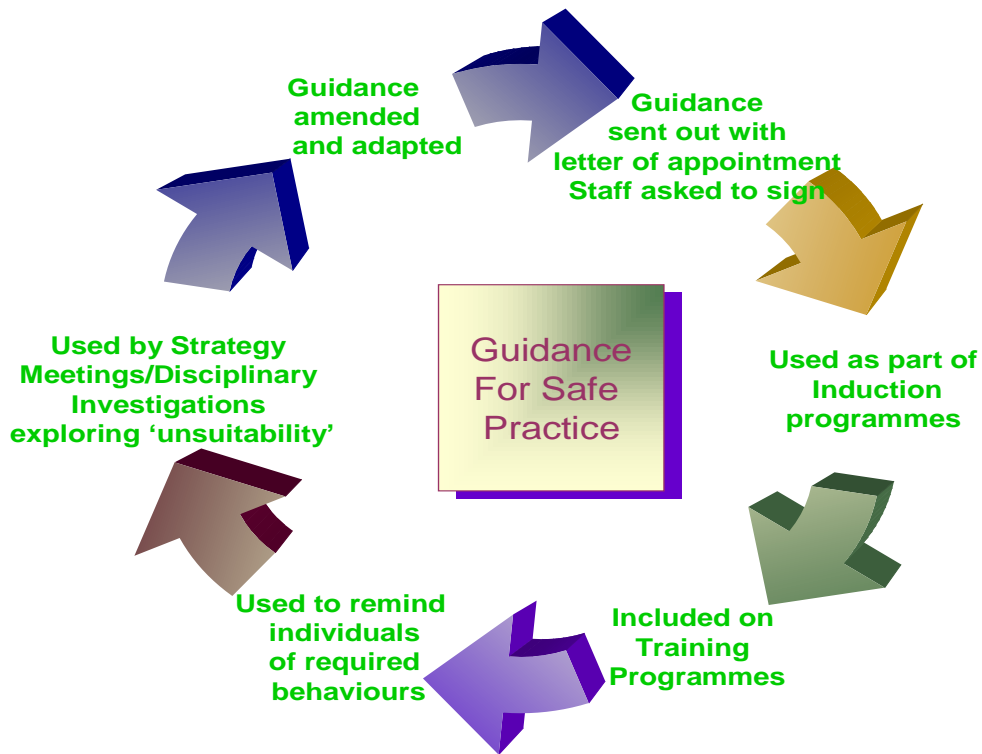 Guidance
amended
and adapted
Guidance
sent out with
letter of appointment
Staff asked to sign
Used as part of
Induction
programmes
Included on
Training
Programmes
Used to remind
individuals
of required
behaviours
Used by Strategy
Meetings/Disciplinary
Investigations
exploring ‘unsuitability’
Guidance
For Safe
Practice